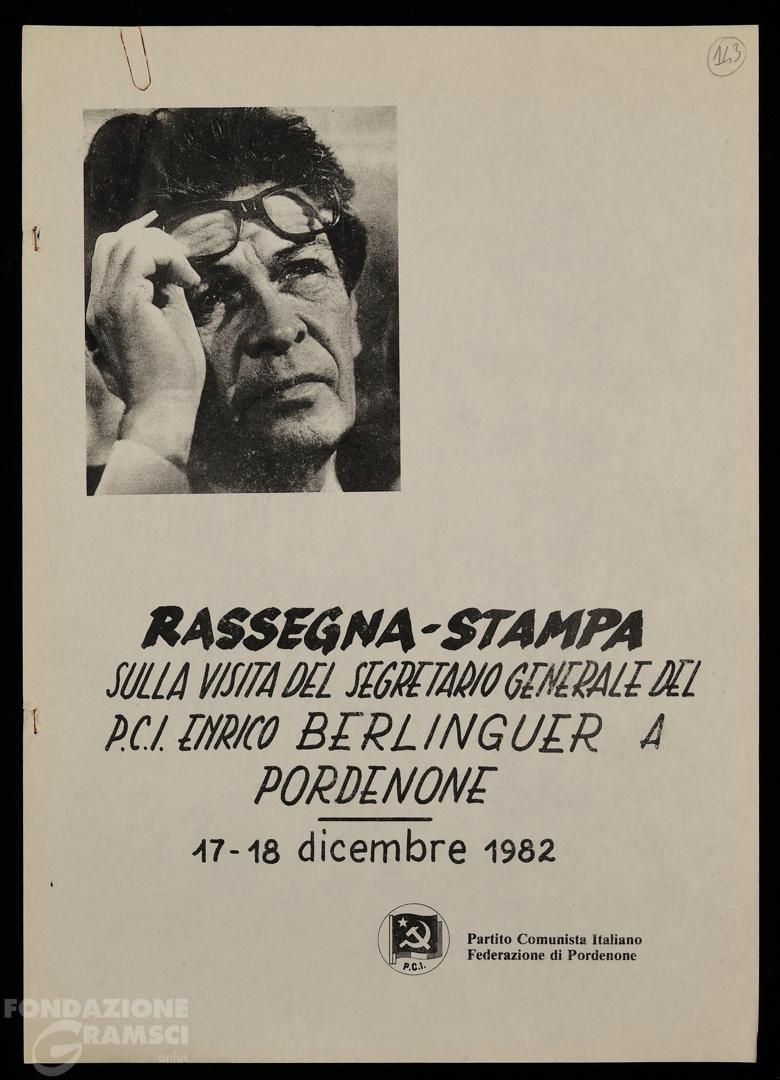 143
RASSEGNA-STAMPA
SULLA VISITA DEL SEGRETARIO GENERALE DEL
P.C.I. ENRICO BERLINGUER A
PORDENONE
17-18 dicembre 1982
P.C.I.
Partito Comunista Italiano
Federazione di Pordenone
FONDAZIONE
GRAMSCI
onlus